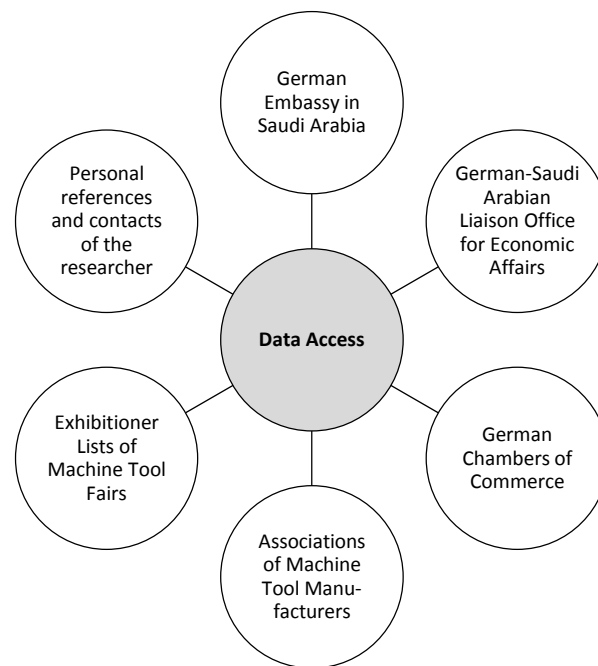 German
Embassy in
Saudi Arabia
German-Saudi
Arabian
Liaison Office
for Economic
Affairs
German
Chambers of
Commerce
Associations
of Machine
Tool Manu-
facturers
Exhibitioner
Lists of
Machine Tool
Fairs
Personal
references
and contacts
of the
researcher
Data Access